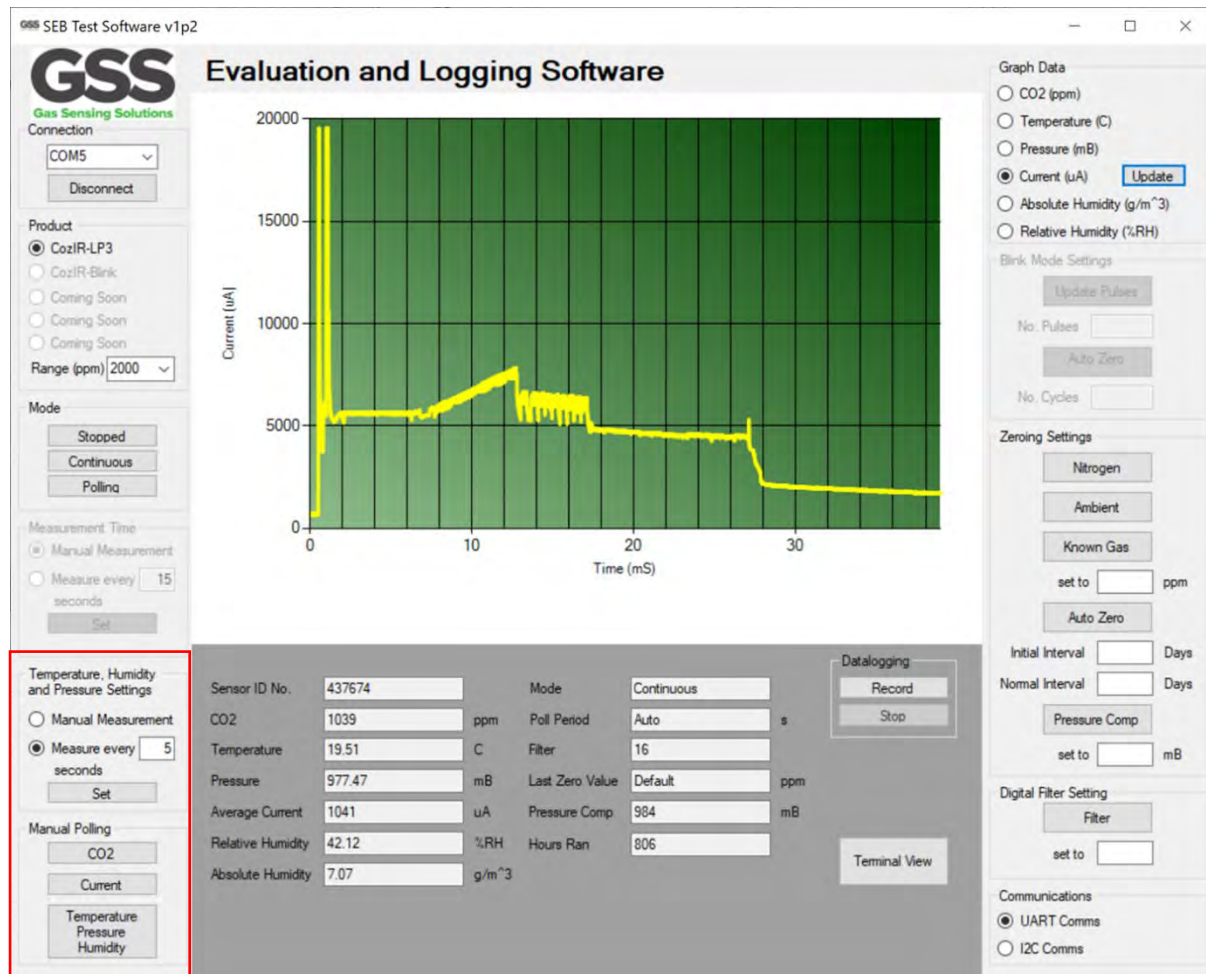 GSS SEB Test Software v1p2
GSS
Gas Sensing Solutions
Evaluation and Logging Software
Connection
COM5
Disconnect
Product
CozIR-LP3
CozIR-Blink
Coming Soon
Coming Soon
Coming Soon
Range (ppm) 2000
Mode
Stopped
Continuous
Polling
Measurement Time
Manual Measurement
Measure every 15
seconds
Set
Temperature, Humidity
and Pressure Settings
Manual Measurement
Measure every 5
seconds
Set
Manual Polling
CO2
Current
Temperature
Pressure
Humidity
20000
15000
10000
5000
0
Current (uA)
0 10 20 30
Time (mS)
Sensor ID No. 437674
CO2 1039 ppm
Temperature 19.51 C
Pressure 977.47 mB
Average Current 1041 uA
Relative Humidity 42.12 %RH
Absolute Humidity 7.07 g/m^3
Mode Continuous
Poll Period Auto s
Filter 16
Last Zero Value Default ppm
Pressure Comp 984 mB
Hours Ran 806
Datalogging
Record
Stop
Terminal View
Graph Data
CO2 (ppm)
Temperature (C)
Pressure (mB)
Current (uA) Update
Absolute Humidity (g/m^3)
Relative Humidity (%RH)
Blink Mode Settings
Update Pulses
No. Pulses
Auto Zero
No. Cycles
Zeroing Settings
Nitrogen
Ambient
Known Gas
set to ppm
Auto Zero
Initial Interval Days
Normal Interval Days
Pressure Comp
set to mB
Digital Filter Setting
Filter
set to
Communications
UART Comms
I2C Comms